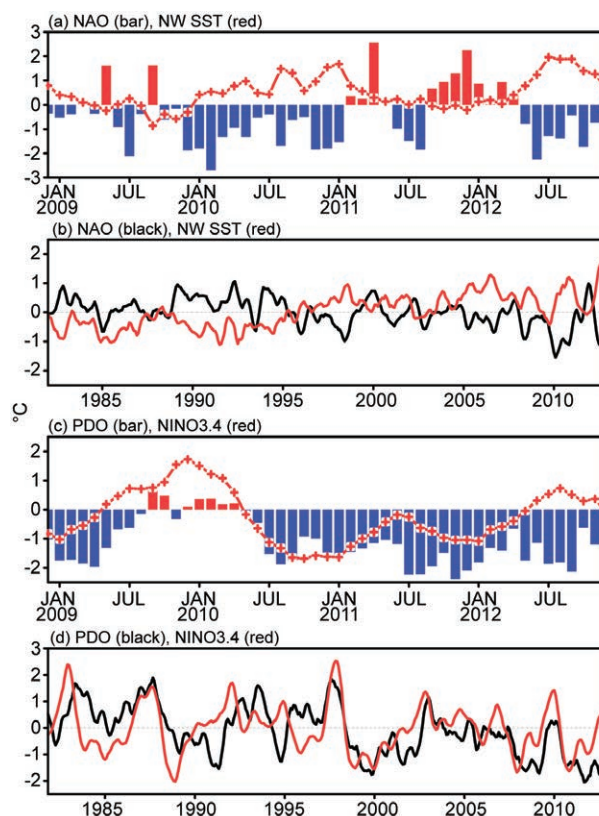 (a) NAO (bar), NW SST (red)
3
2
1
0
-1
-2
-3
JAN JUL JAN JUL JAN JUL JAN JUL
2009 2010 2011 2012
(b) NAO (black), NW SST (red)
2
1
0
-1
-2
1985 1990 1995 2000 2005 2010
°C
(c) PDO (bar), NINO3.4 (red)
2
1
0
-1
-2
JAN JUL JAN JUL JAN JUL JAN JUL
2009 2010 2011 2012
(d) PDO (black), NINO3.4 (red)
3
2
1
0
-1
-2
1985 1990 1995 2000 2005 2010